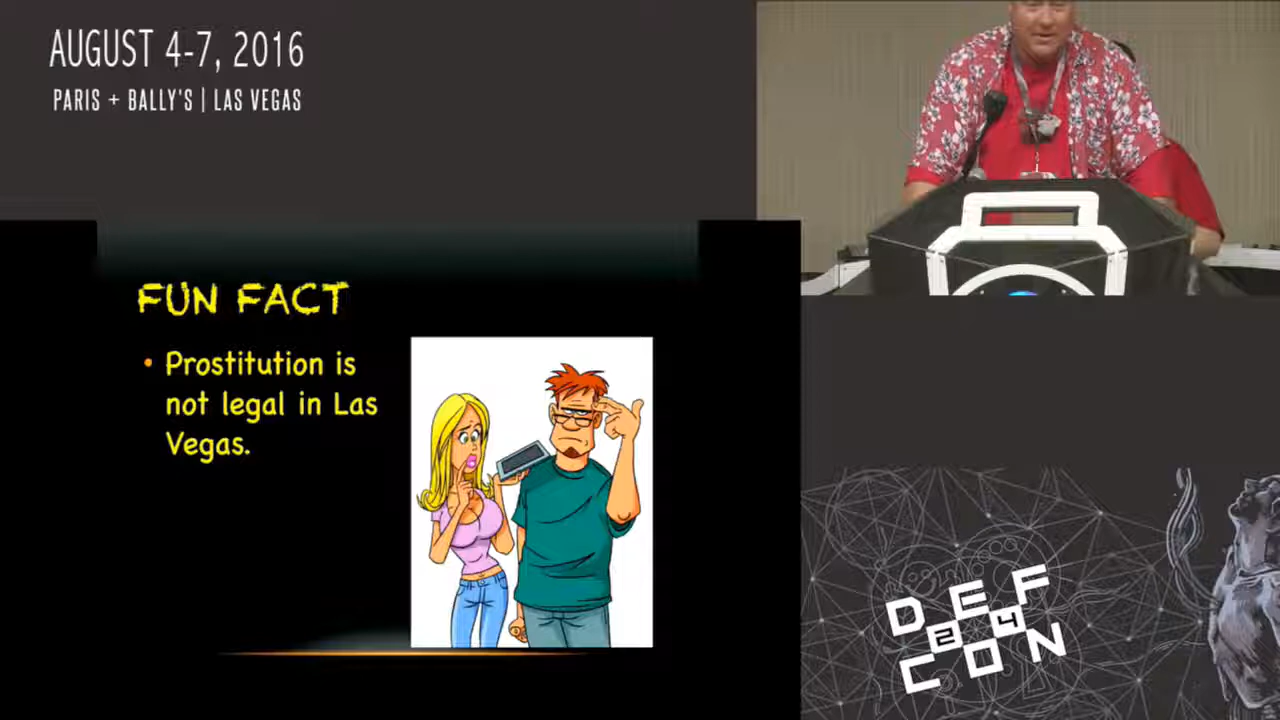 AUGUST 4-7, 2016
PARIS + BALLY'S | LAS VEGAS
FUN FACT
• Prostitution is
not legal in Las
Vegas.
DEF
24
CON